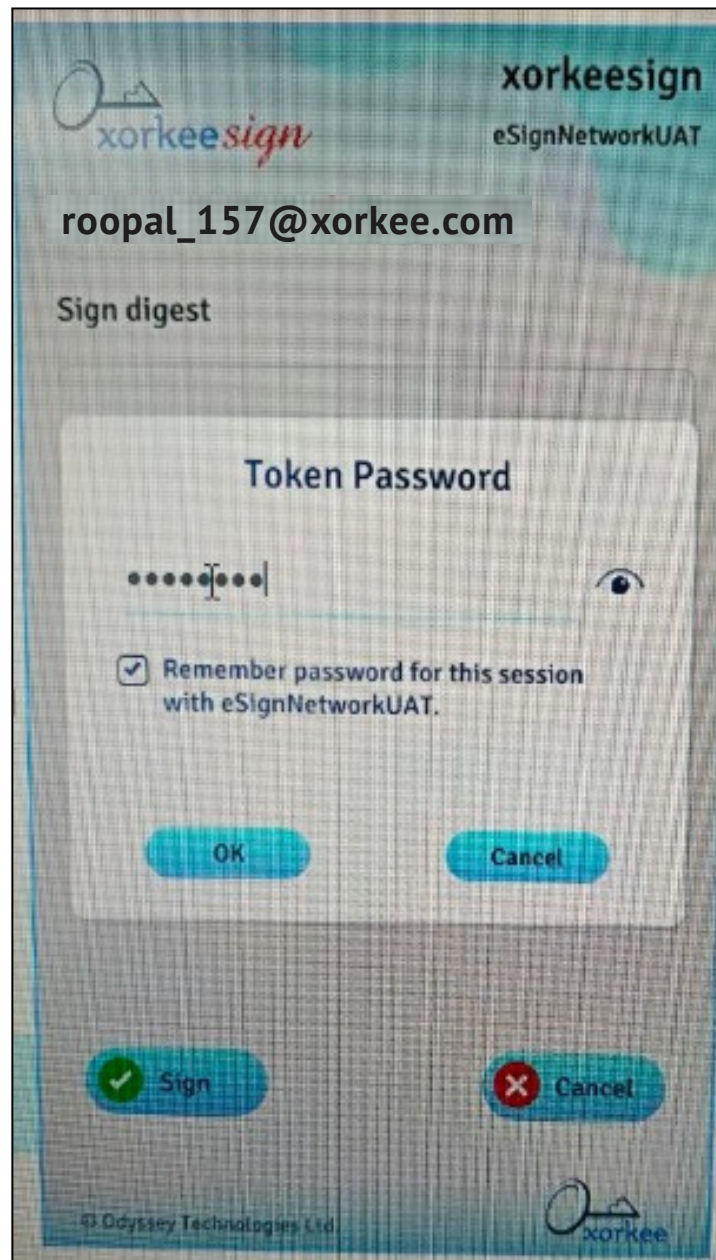 xorkeesign
xorkeesign
eSignNetworkUAT
roopal_157@xorkee.com
Sign digest
Token Password
••••••••
Remember password for this session
with eSignNetworkUAT.
OK
Cancel
Sign
Cancel
© Odyssey Technologies Ltd.
xorkee